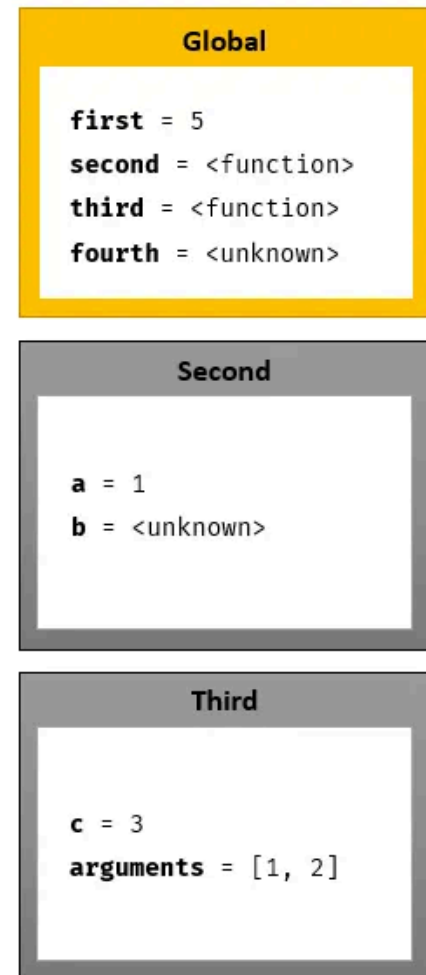 Global
first = 5
second = <function>
third = <function>
fourth = <unknown>
Second
a = 1
b = <unknown>
Third
c = 3
arguments = [1, 2]